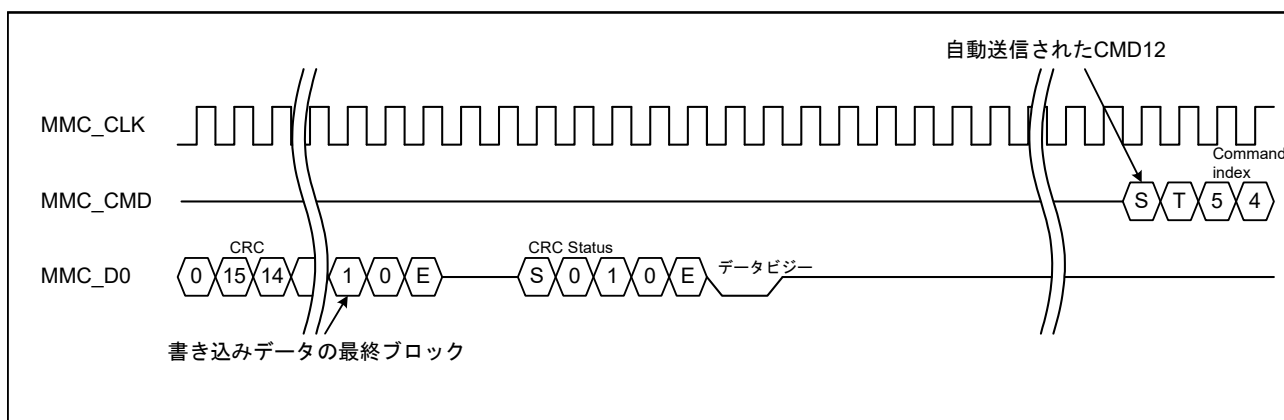 自動送信されたCMD12
MMC_CLK
Command
index
MMC_CMD
S T 5 4
CRC
CRC Status
MMC_D0
0 15 14 1 0 E S 0 1 0 E データビジー
書き込みデータの最終ブロック